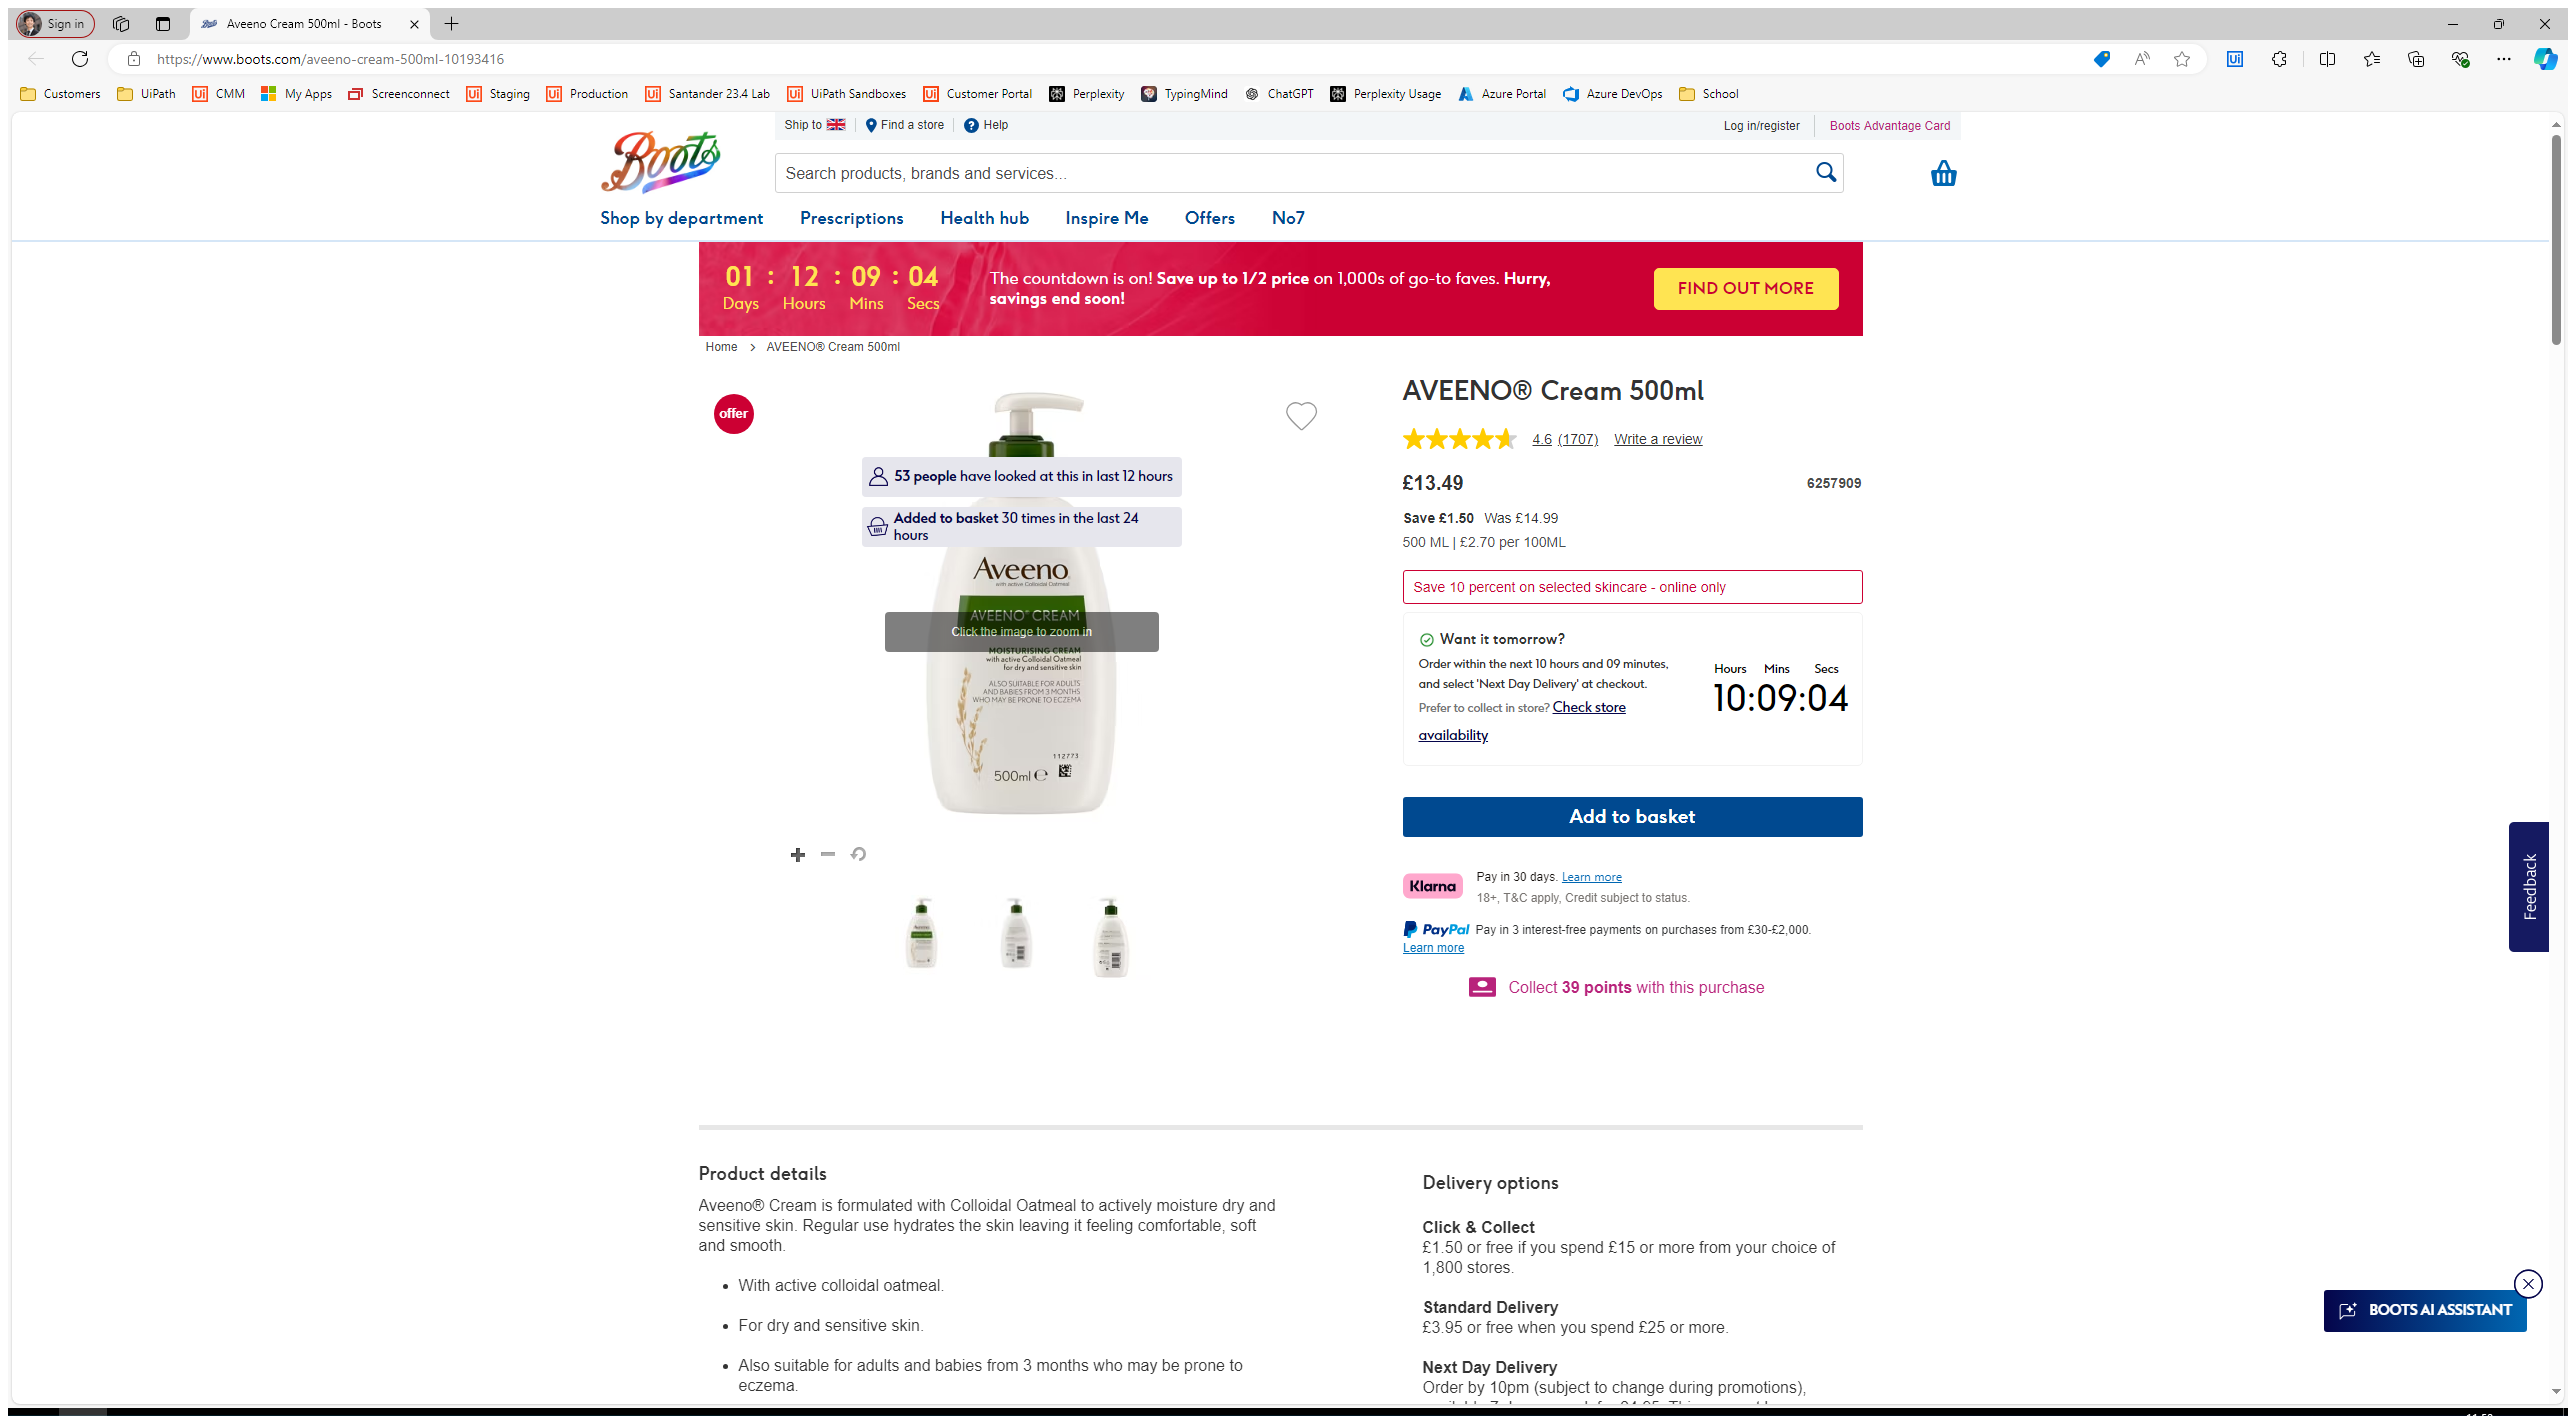 Sign in
Aveeno Cream 500ml - Boots
https://www.boots.com/aveeno-cream-500ml-10193416
Customers
UiPath
CMM
My Apps
Screenconnect
Staging
Production
Santander 23.4 Lab
UiPath Sandboxes
Customer Portal
Perplexity
TypingMind
ChatGPT
Perplexity Usage
Azure Portal
Azure DevOps
School
Ship to
Find a store
Help
Log in/register
Boots Advantage Card
Boots
Search products, brands and services...
Shop by department
Prescriptions
Health hub
Inspire Me
Offers
No7
01 : 12 : 09 : 04
Days Hours Mins Secs
The countdown is on! Save up to 1/2 price on 1,000s of go-to faves. Hurry,
savings end soon!
FIND OUT MORE
Home > AVEENO® Cream 500ml
offer
53 people have looked at this in last 12 hours
Added to basket 30 times in the last 24
hours
Aveeno
with active Colloidal Oatmeal
AVEENO® CREAM
Click the image to zoom in
MOISTURISING CREAM
with active Colloidal Oatmeal
for dry and sensitive skin
ALSO SUITABLE FOR ADULTS
AND BABIES FROM 3 MONTHS
WHO MAY BE PRONE TO ECZEMA
112773
500ml e
AVEENO® Cream 500ml
4.6 (1707) Write a review
£13.49
6257909
Save £1.50 Was £14.99
500 ML | £2.70 per 100ML
Save 10 percent on selected skincare - online only
Want it tomorrow?
Order within the next 10 hours and 09 minutes,
and select 'Next Day Delivery' at checkout.
Prefer to collect in store? Check store
availability
Hours Mins Secs
10:09:04
Add to basket
Klarna
Pay in 30 days. Learn more
18+, T&C apply, Credit subject to status.
PayPal Pay in 3 interest-free payments on purchases from £30-£2,000.
Learn more
Collect 39 points with this purchase
Feedback
Product details
Aveeno® Cream is formulated with Colloidal Oatmeal to actively moisture dry and
sensitive skin. Regular use hydrates the skin leaving it feeling comfortable, soft
and smooth.
• With active colloidal oatmeal.
• For dry and sensitive skin.
• Also suitable for adults and babies from 3 months who may be prone to
eczema.
Delivery options
Click & Collect
£1.50 or free if you spend £15 or more from your choice of
1,800 stores.
Standard Delivery
£3.95 or free when you spend £25 or more.
Next Day Delivery
Order by 10pm (subject to change during promotions),
BOOTS AI ASSISTANT